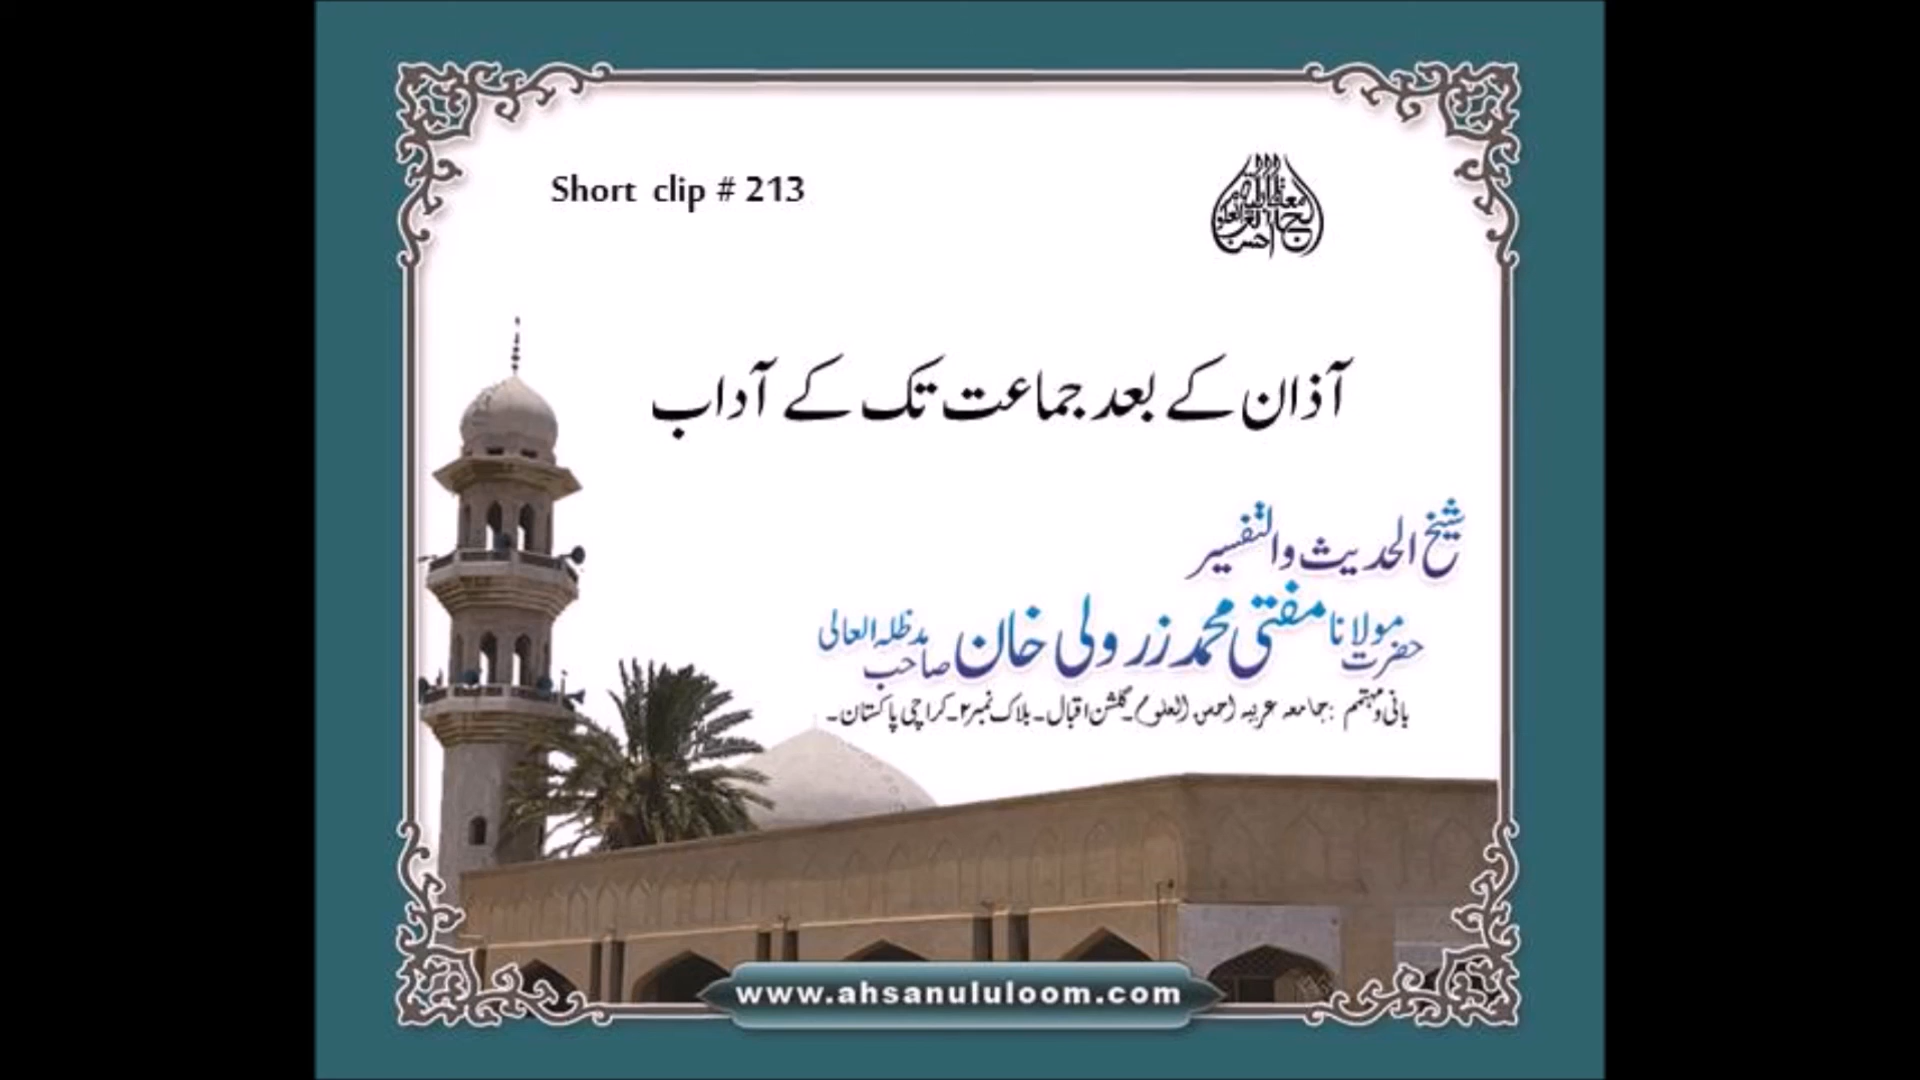 Short clip # 213
آذان کے بعد جماعت تک کے آداب
شیخ الحدیث والتفسیر
حضرت مولانا مفتی محمد زر ولی خان صاحب مدظلہ العالی
بانی و مہتمم : جامعہ عربیہ احسن العلوم۔ گلشن اقبال۔ بلاک نمبر ۲۔ کراچی پاکستان۔
www.ahsanululoom.com